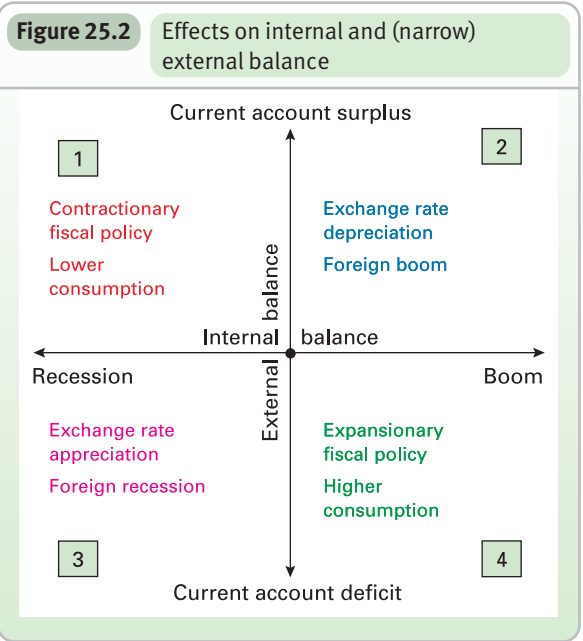 Figure 25.2
Effects on internal and (narrow)
external balance
Current account surplus
1
2
Contractionary
fiscal policy
Lower
consumption
Exchange rate
depreciation
Foreign boom
Internal balance
External balance
Recession
Boom
Exchange rate
appreciation
Foreign recession
Expansionary
fiscal policy
Higher
consumption
3
4
Current account deficit